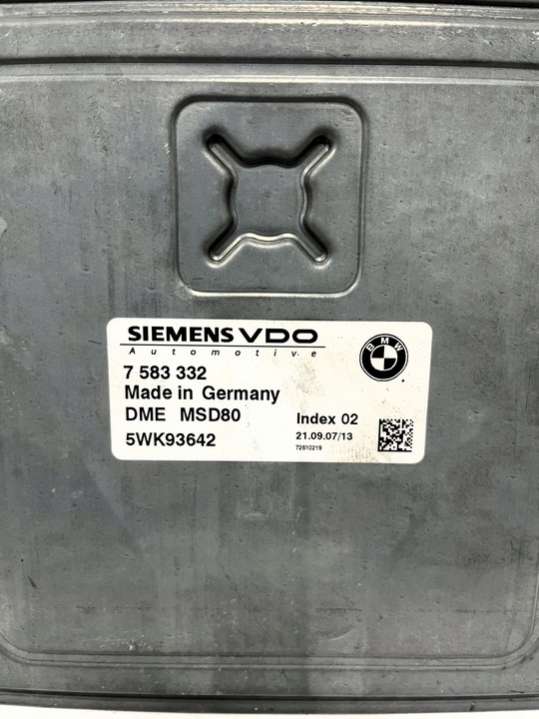 SIEMENS VDO
Automotive
BMW
7 583 332
Made in Germany
DME MSD80
Index 02
5WK93642
21.09.07/13
72610219